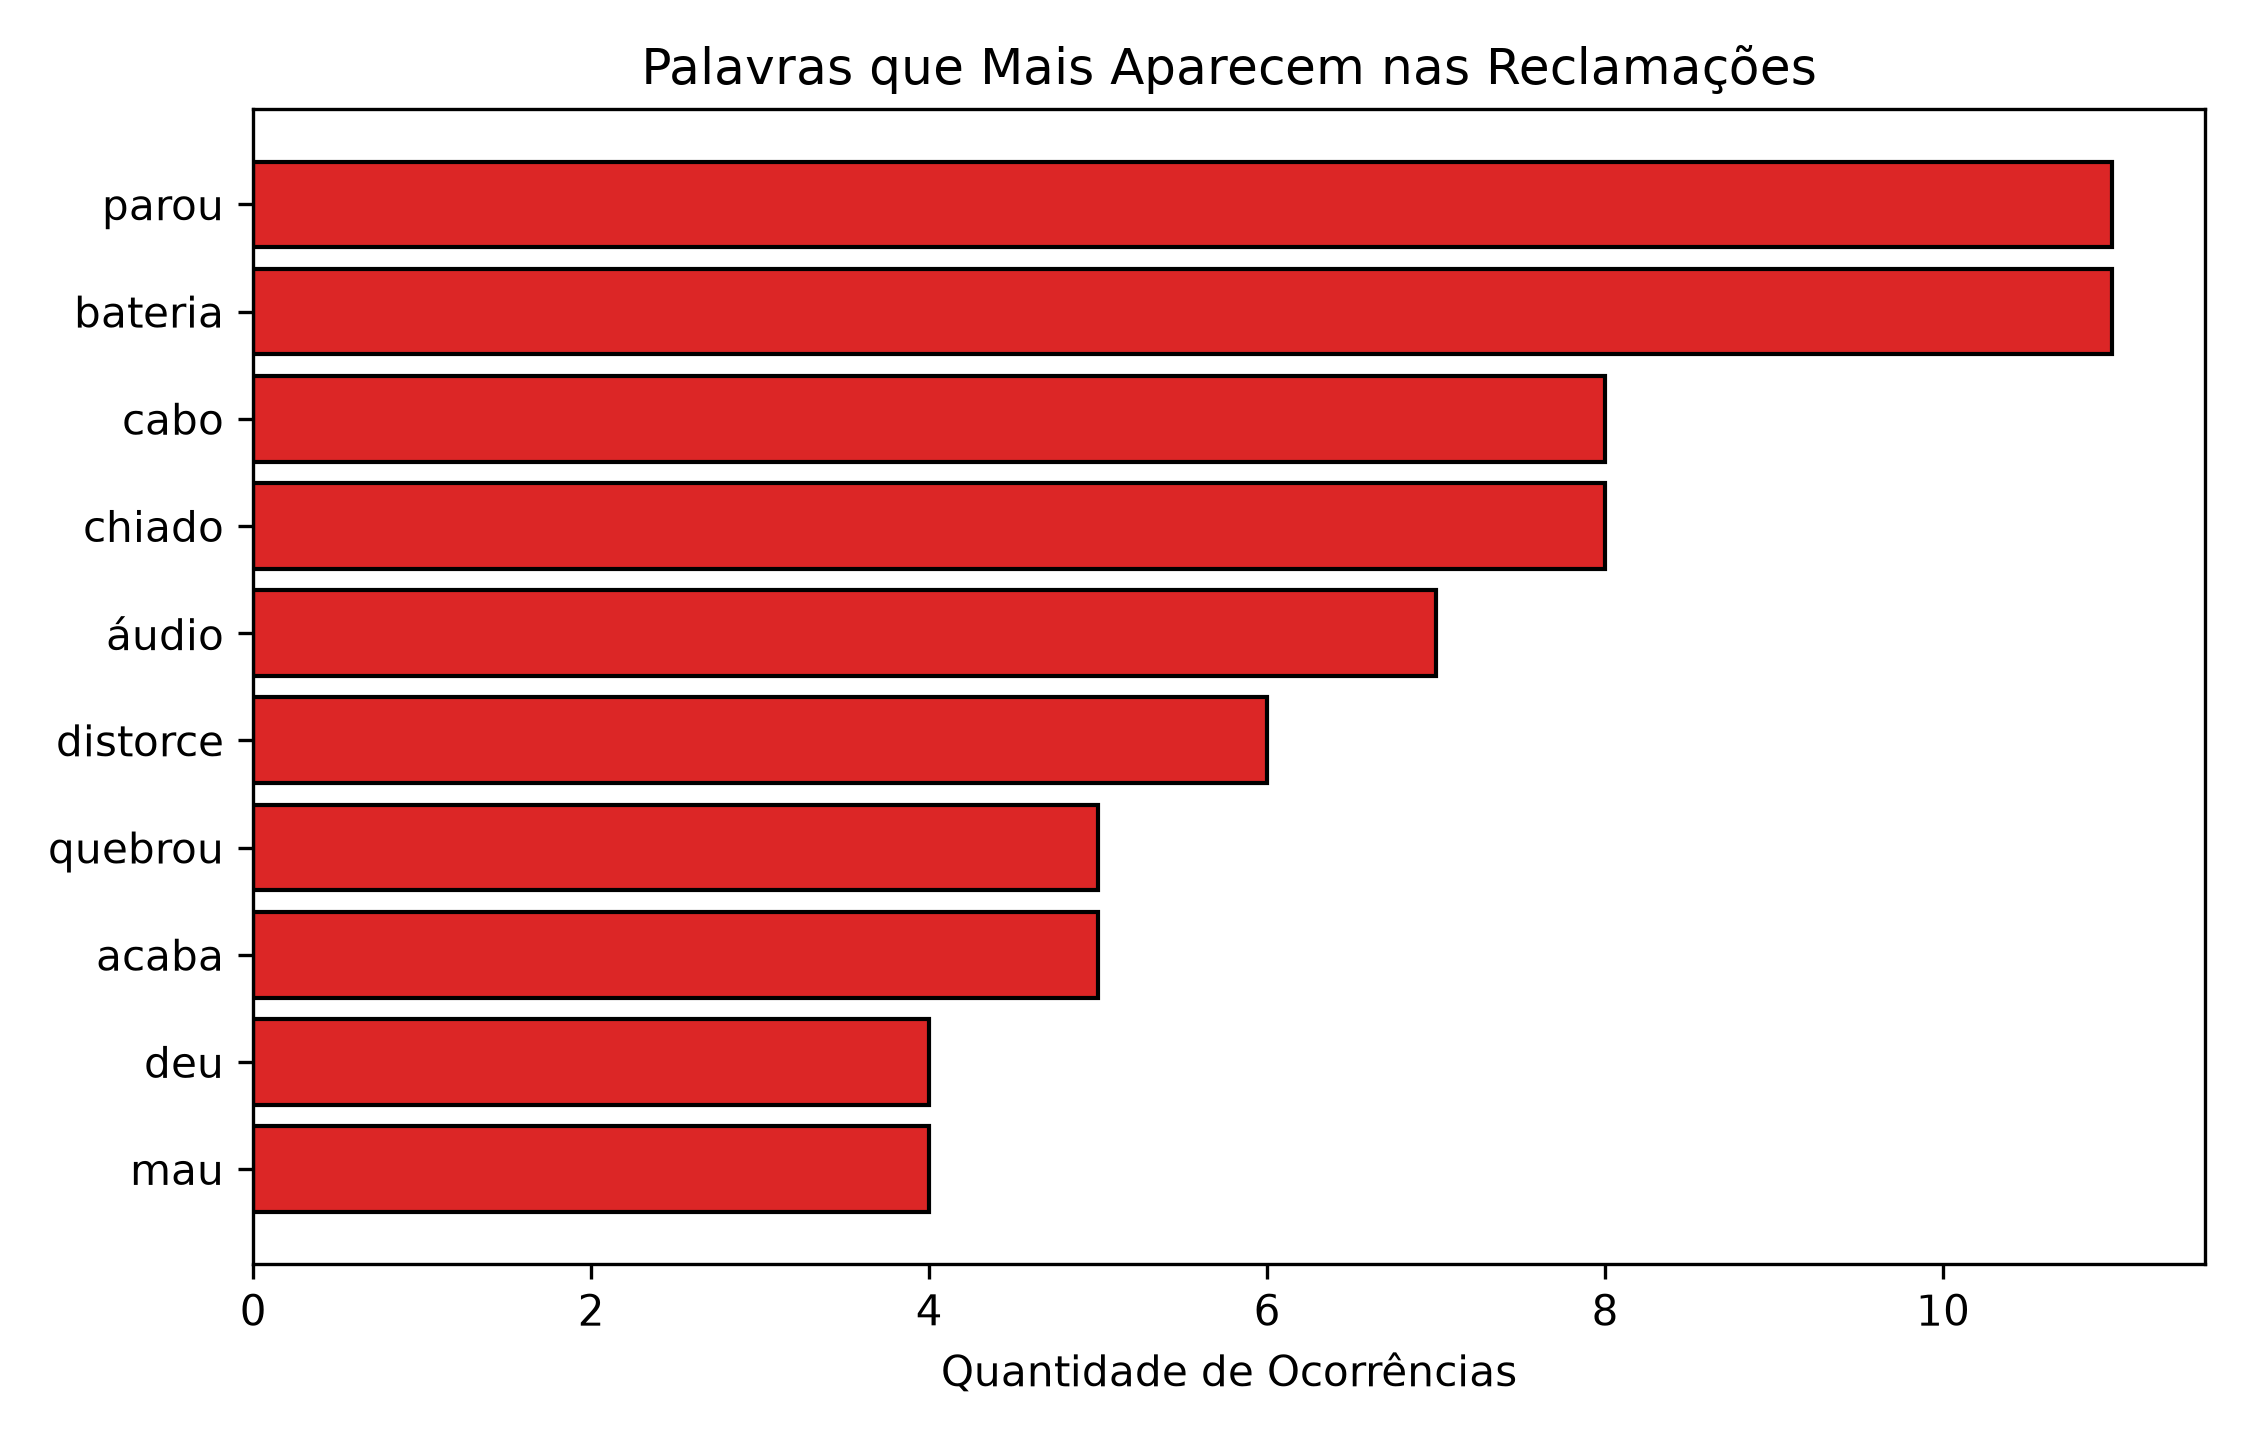 Palavras que Mais Aparecem nas Reclamações
parou
bateria
cabo
chiado
áudio
distorce
quebrou
acaba
deu
mau
0 2 4 6 8 10
Quantidade de Ocorrências